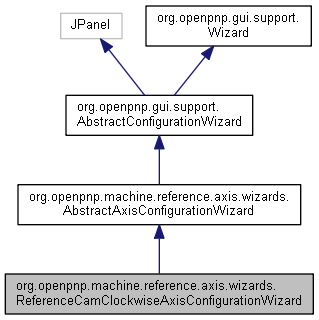 JPanel
org.openpnp.gui.support.
Wizard
org.openpnp.gui.support.
AbstractConfigurationWizard
org.openpnp.machine.reference.axis.wizards.
AbstractAxisConfigurationWizard
org.openpnp.machine.reference.axis.wizards.
ReferenceCamClockwiseAxisConfigurationWizard